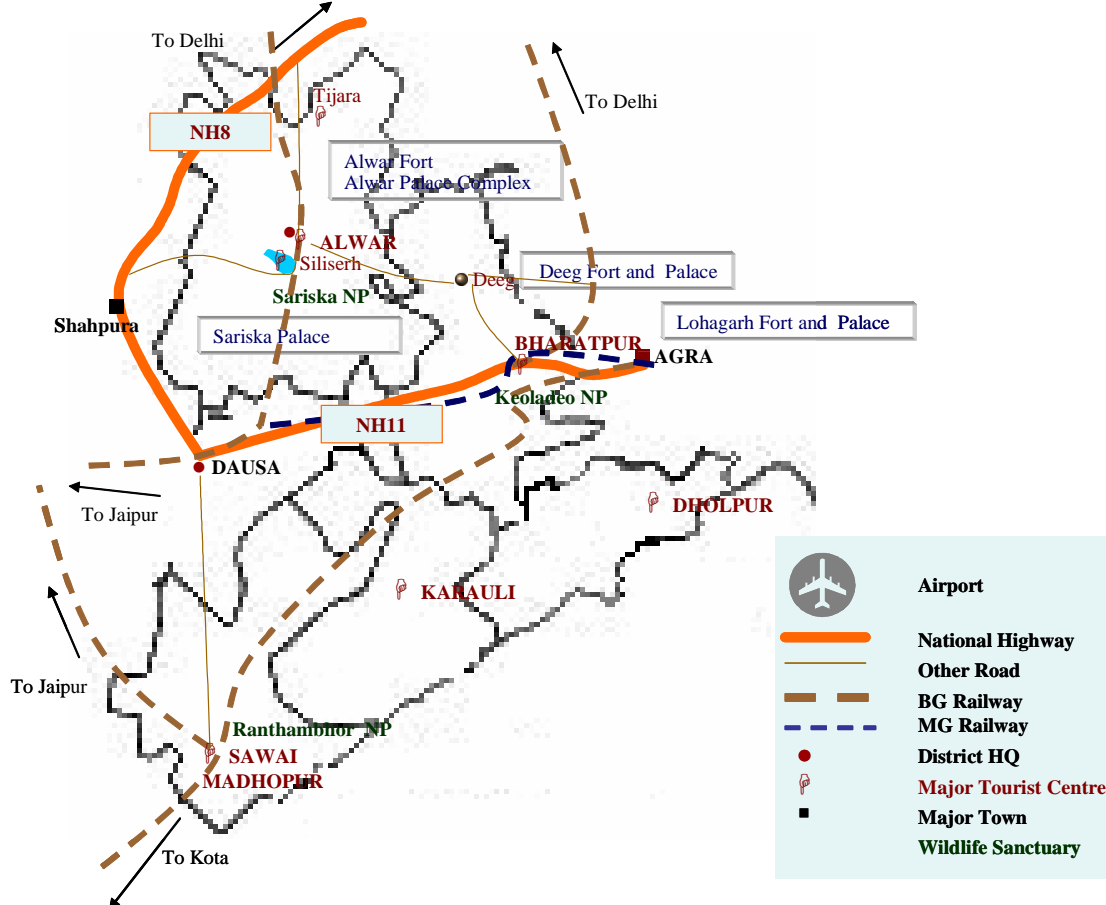 To Delhi
Tijara
To Delhi
NH8
Alwar Fort
Alwar Palace Complex
ALWAR
Siliserh
Deeg
Deeg Fort and Palace
Sariska NP
Shahpura
Sariska Palace
Lohagarh Fort and Palace
BHARATPUR
AGRA
Keoladeo NP
NH11
DAUSA
To Jaipur
DHOLPUR
KARAULI
To Jaipur
Ranthambhor NP
SAWAI
MADHOPUR
To Kota
Airport
National Highway
Other Road
BG Railway
MG Railway
District HQ
Major Tourist Centre
Major Town
Wildlife Sanctuary